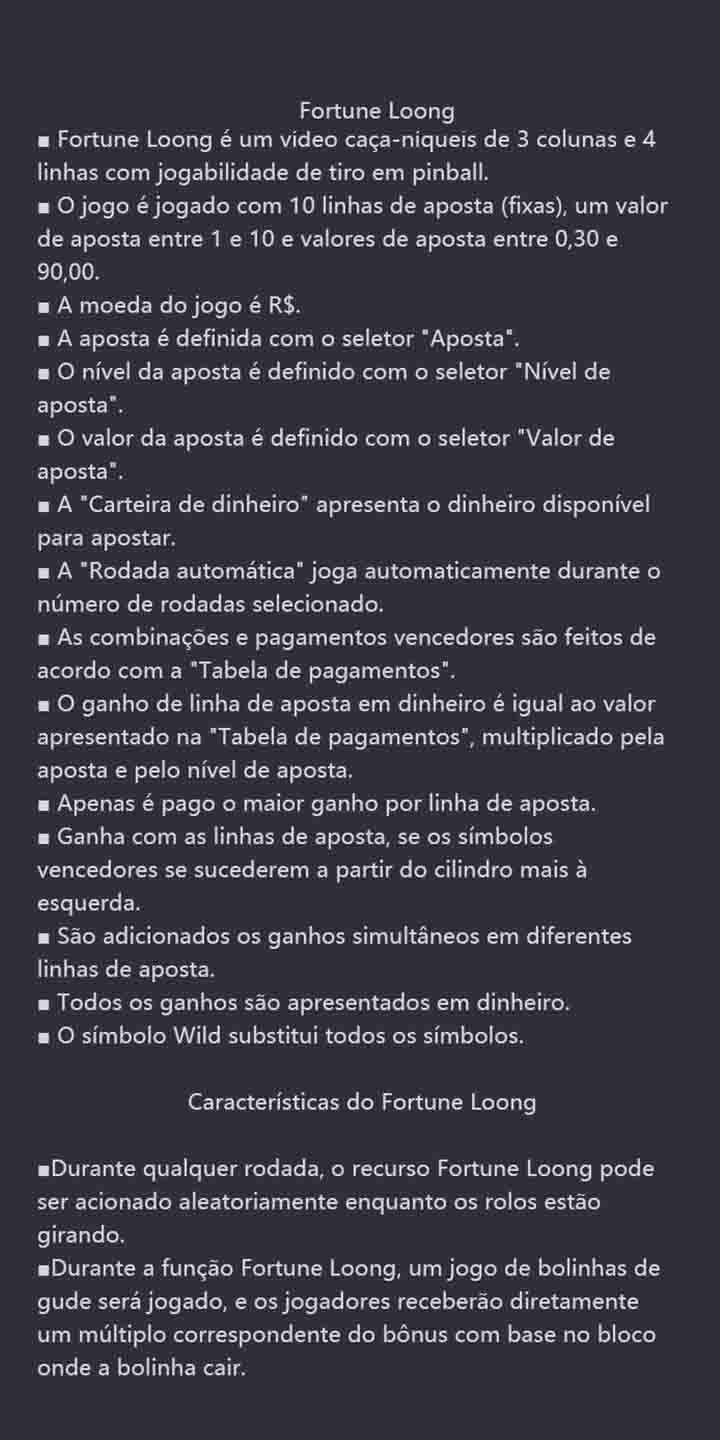 Fortune Loong
■ Fortune Loong é um video caça-niqueis de 3 colunas e 4
linhas com jogabilidade de tiro em pinball.
■ O jogo é jogado com 10 linhas de aposta (fixas), um valor
de aposta entre 1 e 10 e valores de aposta entre 0,30 e
90,00.
■ A moeda do jogo é R$.
■ A aposta é definida com o seletor "Aposta".
■ O nível da aposta é definido com o seletor "Nível de
aposta".
■ O valor da aposta é definido com o seletor "Valor de
aposta".
■ A "Carteira de dinheiro" apresenta o dinheiro disponível
para apostar.
■ A "Rodada automática" joga automaticamente durante o
número de rodadas selecionado.
■ As combinações e pagamentos vencedores são feitos de
acordo com a "Tabela de pagamentos".
■ O ganho de linha de aposta em dinheiro é igual ao valor
apresentado na "Tabela de pagamentos", multiplicado pela
aposta e pelo nível de aposta.
■ Apenas é pago o maior ganho por linha de aposta.
■ Ganha com as linhas de aposta, se os símbolos
vencedores se sucederem a partir do cilindro mais à
esquerda.
■ São adicionados os ganhos simultâneos em diferentes
linhas de aposta.
■ Todos os ganhos são apresentados em dinheiro.
■ O símbolo Wild substitui todos os símbolos.
Características do Fortune Loong
■Durante qualquer rodada, o recurso Fortune Loong pode
ser acionado aleatoriamente enquanto os rolos estão
girando.
■Durante a função Fortune Loong, um jogo de bolinhas de
gude será jogado, e os jogadores receberão diretamente
um múltiplo correspondente do bônus com base no bloco
onde a bolinha cair.